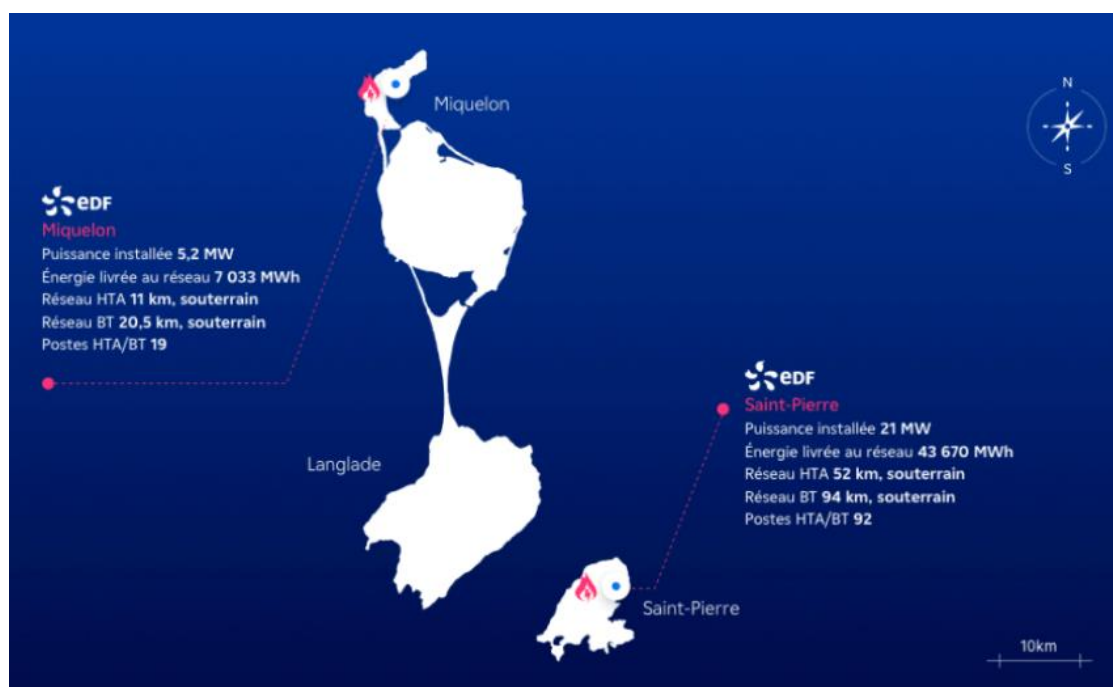 Miquelon
N
S
eDF
Miquelon
Puissance installée 5,2 MW
Énergie livrée au réseau 7 033 MWh
Réseau HTA 11 km, souterrain
Réseau BT 20,5 km, souterrain
Postes HTA/BT 19
eDF
Saint-Pierre
Puissance installée 21 MW
Énergie livrée au réseau 43 670 MWh
Réseau HTA 52 km, souterrain
Réseau BT 94 km, souterrain
Postes HTA/BT 92
Langlade
Saint-Pierre
10km